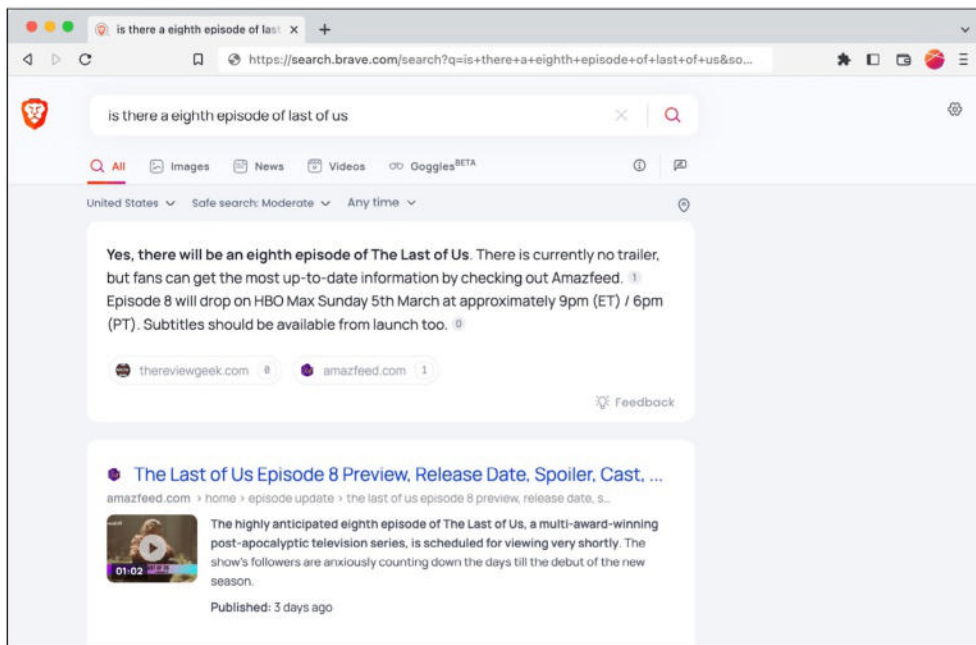 is there a eighth episode of last
https://search.brave.com/search?q=is+there+a+eighth+episode+of+last+of+us&so...
is there a eighth episode of last of us
All Images News Videos Goggles BETA
United States Safe search: Moderate Any time
Yes, there will be an eighth episode of The Last of Us. There is currently no trailer,
but fans can get the most up-to-date information by checking out Amazfeed. 1
Episode 8 will drop on HBO Max Sunday 5th March at approximately 9pm (ET) / 6pm
(PT). Subtitles should be available from launch too. 0
thereviewgeek.com 0 amazfeed.com 1
Feedback
The Last of Us Episode 8 Preview, Release Date, Spoiler, Cast, ...
amazfeed.com > home > episode update > the last of us episode 8 preview, release date, s...
The highly anticipated eighth episode of The Last of Us, a multi-award-winning
post-apocalyptic television series, is scheduled for viewing very shortly. The
show's followers are anxiously counting down the days till the debut of the new
season.
01:02
Published: 3 days ago